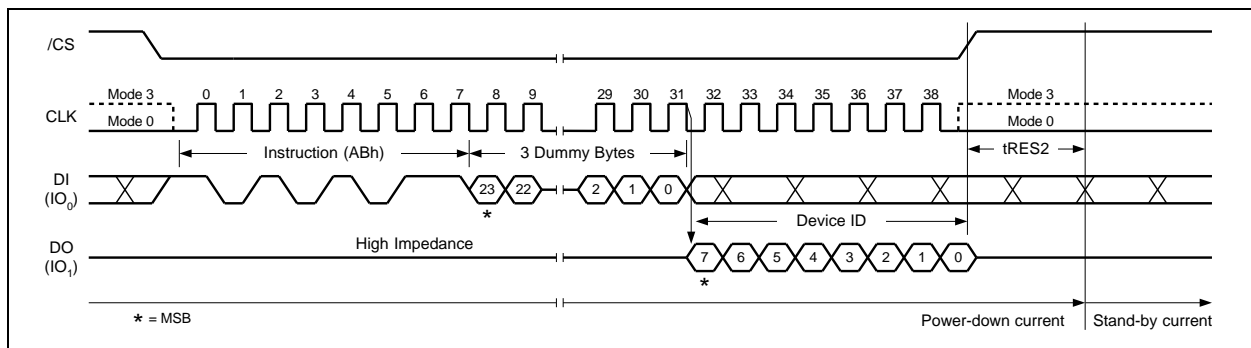 /CS
Mode 3 0 1 2 3 4 5 6 7 8 9 29 30 31 32 33 34 35 36 37 38 Mode 3
CLK
Mode 0 Mode 0
Instruction (ABh) 3 Dummy Bytes tRES2
DI
(IO0)
23 22 2 1 0
*
Device ID
High Impedance
DO
(IO1)
7 6 5 4 3 2 1 0
*
* = MSB
Power-down current Stand-by current